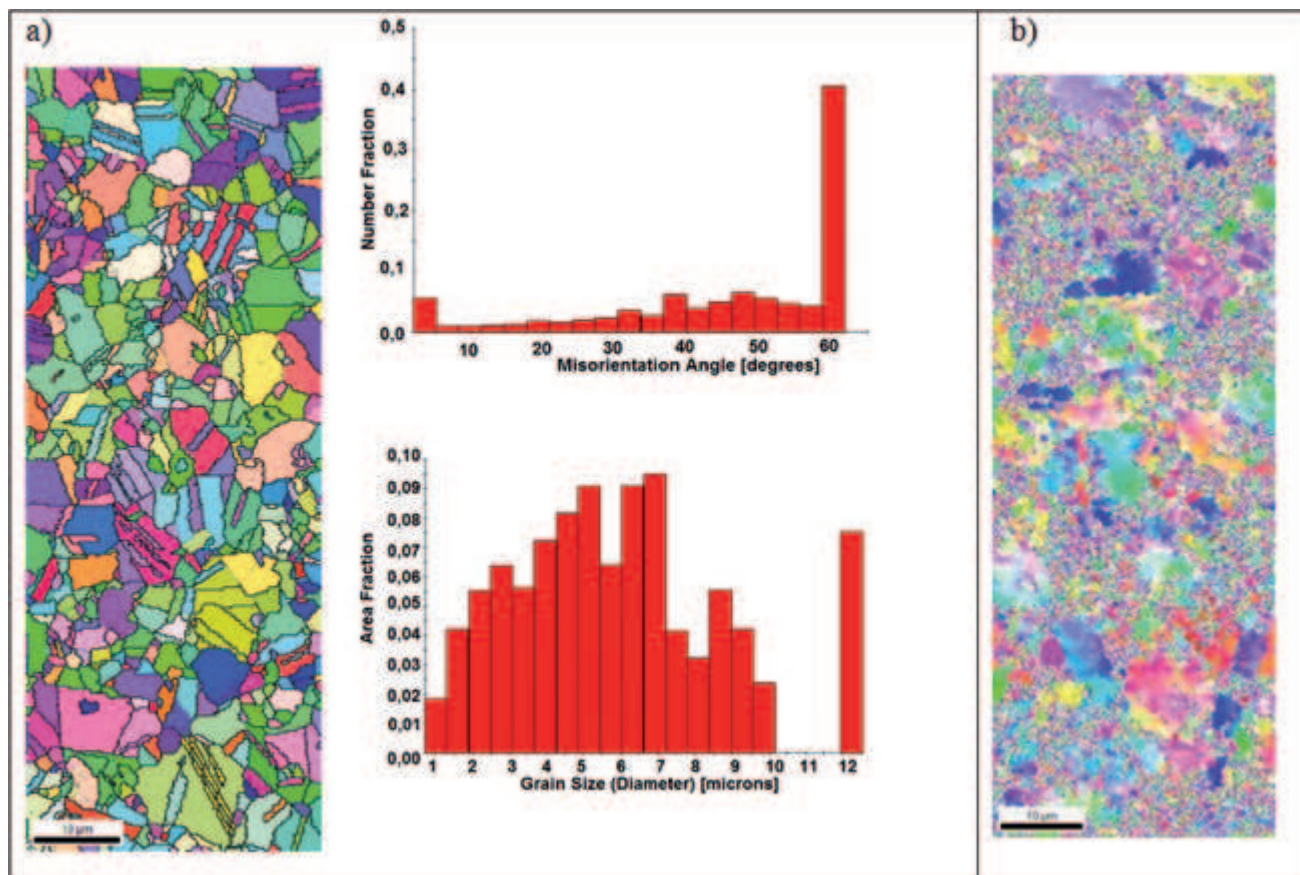 a)
0,5
0,4
0,3
0,2
0,1
0,0
Number Fraction
10 20 30 40 50 60
Misorientation Angle [degrees]
0,10
0,09
0,08
0,06
0,05
0,04
0,03
0,02
0,01
0,00
Area Fraction
1 2 3 4 5 6 7 8 9 10 11 12
Grain Size (Diameter) [microns]
10 µm
b)
10 µm